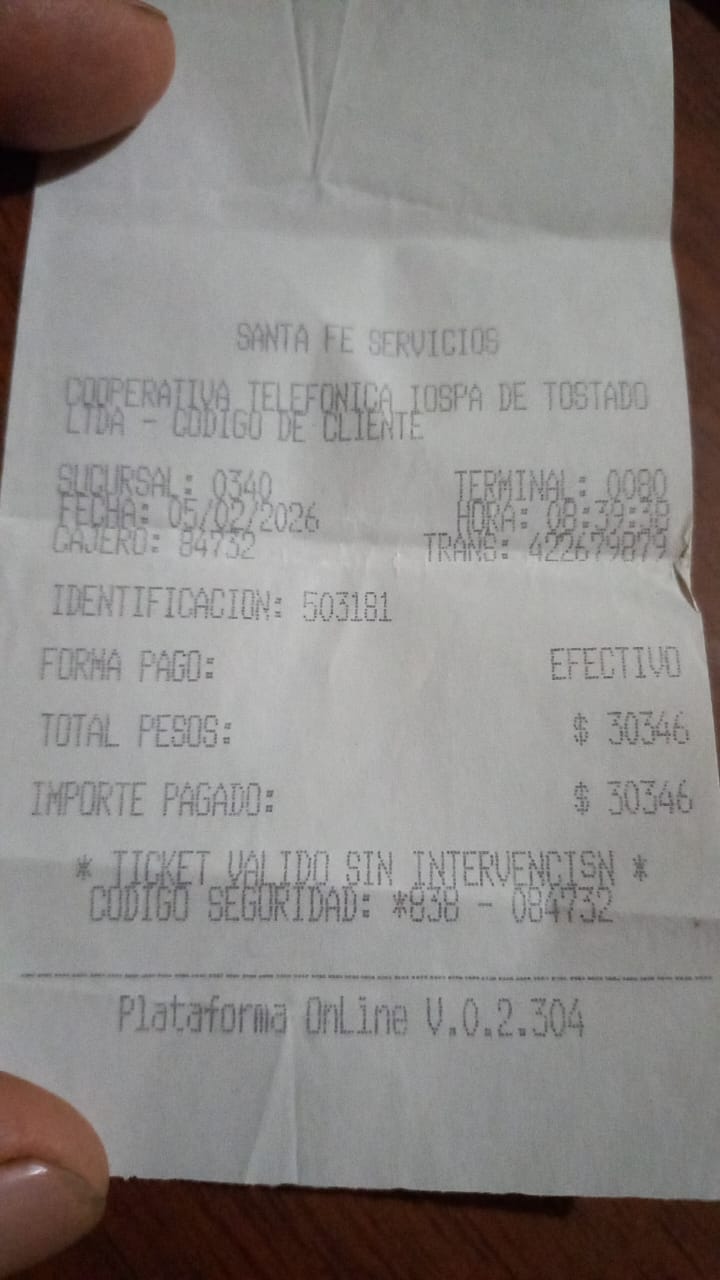 SANTA FE SERVICIOS
COOPERATIVA TELEFONICA IOSPA DE TOSTADO
LTDA - CODIGO DE CLIENTE
SUCURSAL: 0340 TERMINAL: 0080
FECHA: 05/02/2026 HORA: 08:39:38
CAJERO: 84732 TRANS: 422679879
IDENTIFICACION: 503181
FORMA PAGO: EFECTIVO
TOTAL PESOS: $ 30346
IMPORTE PAGADO: $ 30346
* TICKET VALIDO SIN INTERVENCISN *
CODIGO SEGURIDAD: *838 - 084732
Plataforma OnLine V.0.2.304